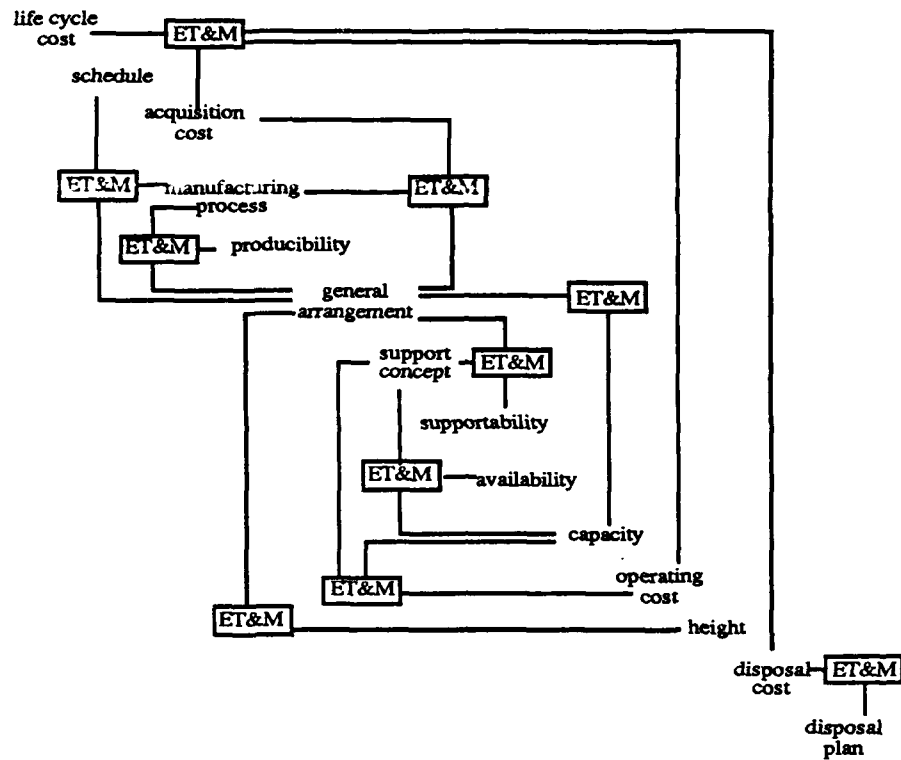 life cycle
cost
ET&M
schedule
acquisition
cost
ET&M
manufacturing
process
ET&M
ET&M
producibility
general
arrangement
ET&M
support
concept
ET&M
supportability
ET&M
availability
capacity
operating
cost
ET&M
ET&M
height
disposal
cost
ET&M
disposal
plan